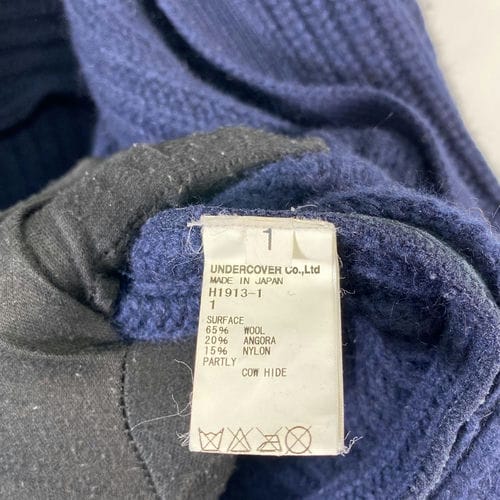 1
UNDERCOVER Co.,Ltd
MADE IN JAPAN
H1913-1
1
SURFACE
65% WOOL
20% ANGORA
15% NYLON
PARTLY
COW HIDE